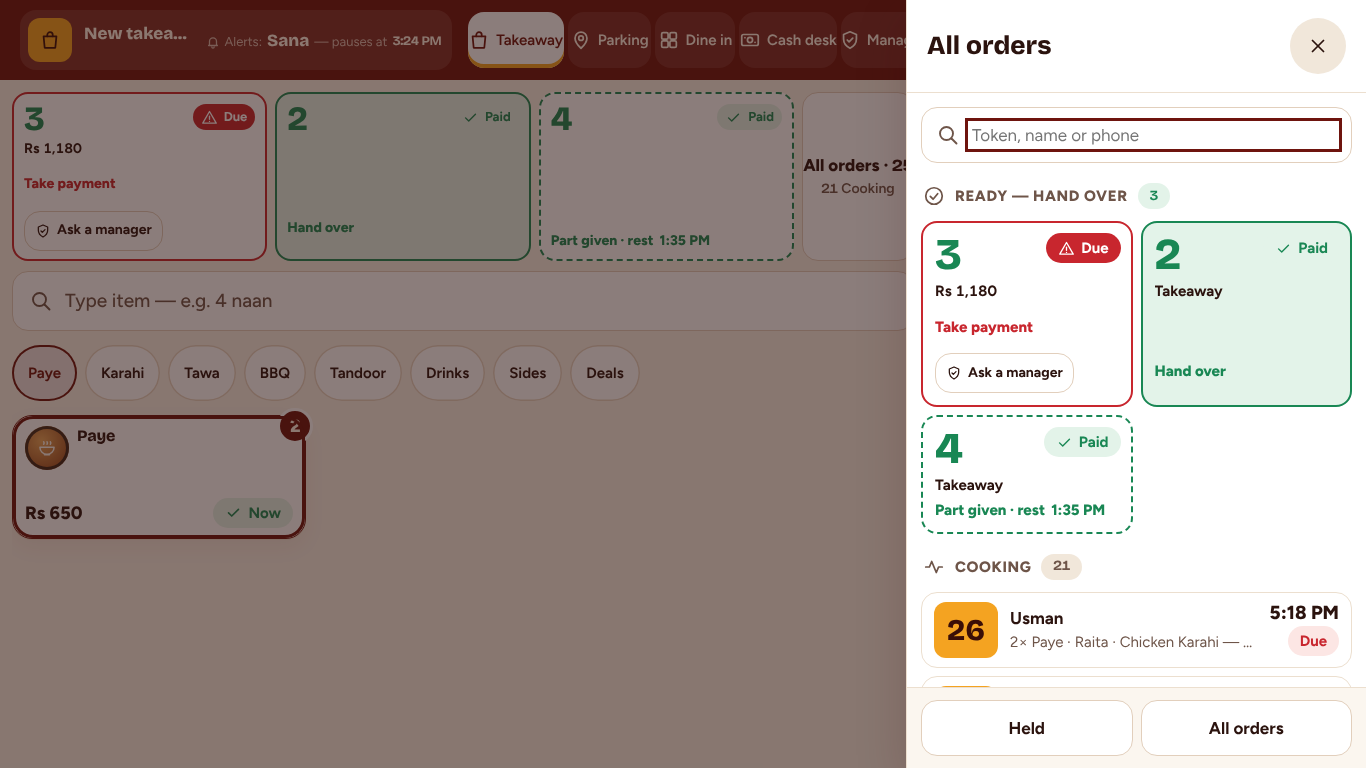 New takea...
Alerts: Sana — pauses at 3:24 PM
Takeaway
Parking
Dine in
Cash desk
3
Due
Rs 1,180
Take payment
Ask a manager
2
Paid
Hand over
4
Paid
Part given · rest 1:35 PM
All orders · 25
21 Cooking
Type item — e.g. 4 naan
Paye
Karahi
Tawa
BBQ
Tandoor
Drinks
Sides
Deals
Paye
2
Rs 650
Now
All orders
Token, name or phone
READY — HAND OVER 3
3
Due
Rs 1,180
Take payment
Ask a manager
2
Paid
Takeaway
Hand over
4
Paid
Takeaway
Part given · rest 1:35 PM
COOKING 21
26
Usman
2× Paye · Raita · Chicken Karahi — ...
5:18 PM
Due
Held
All orders